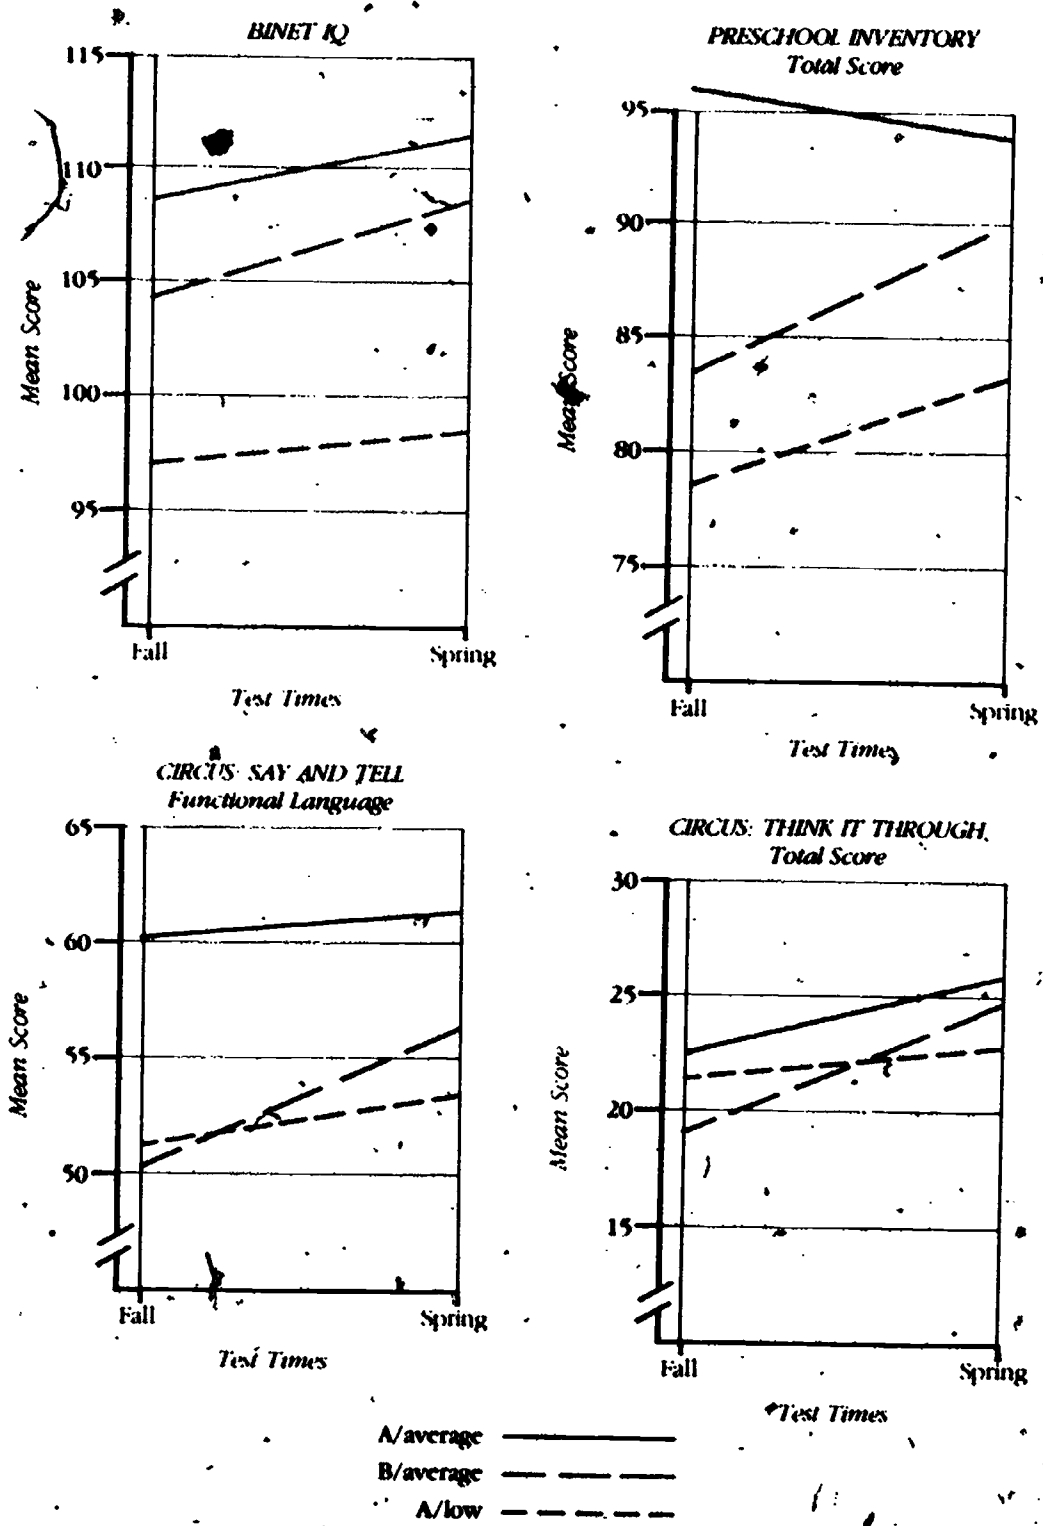 BINET IQ
115
110
105
100
95
Mean Score
Fall Spring
Test Times
PRESCHOOL INVENTORY
Total Score
95
90
85
80
75
Mean Score
Fall Spring
Test Times
CIRCUS: SAY AND TELL
Functional Language
65
60
55
50
Mean Score
Fall Spring
Test Times
CIRCUS: THINK IT THROUGH
Total Score
30
25
20
15
Mean Score
Fall Spring
Test Times
A/average
B/average
A/low